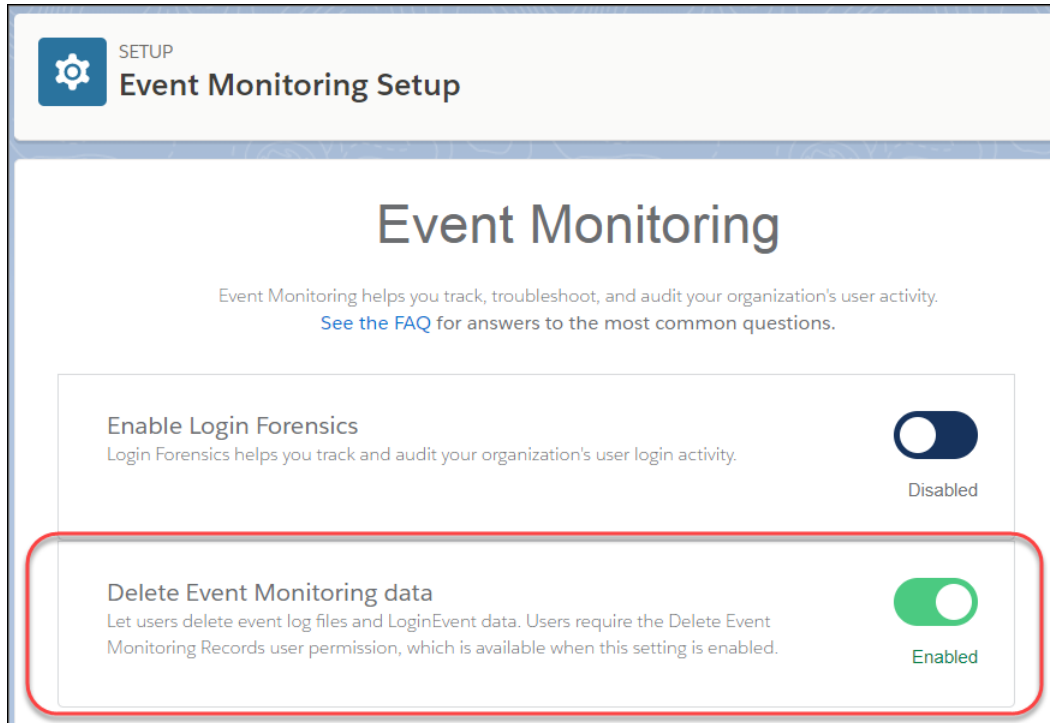 SETUP
Event Monitoring Setup
Event Monitoring
Event Monitoring helps you track, troubleshoot, and audit your organization's user activity.
See the FAQ for answers to the most common questions.
Enable Login Forensics
Login Forensics helps you track and audit your organization's user login activity.
Disabled
Delete Event Monitoring data
Let users delete event log files and LoginEvent data. Users require the Delete Event
Monitoring Records user permission, which is available when this setting is enabled.
Enabled